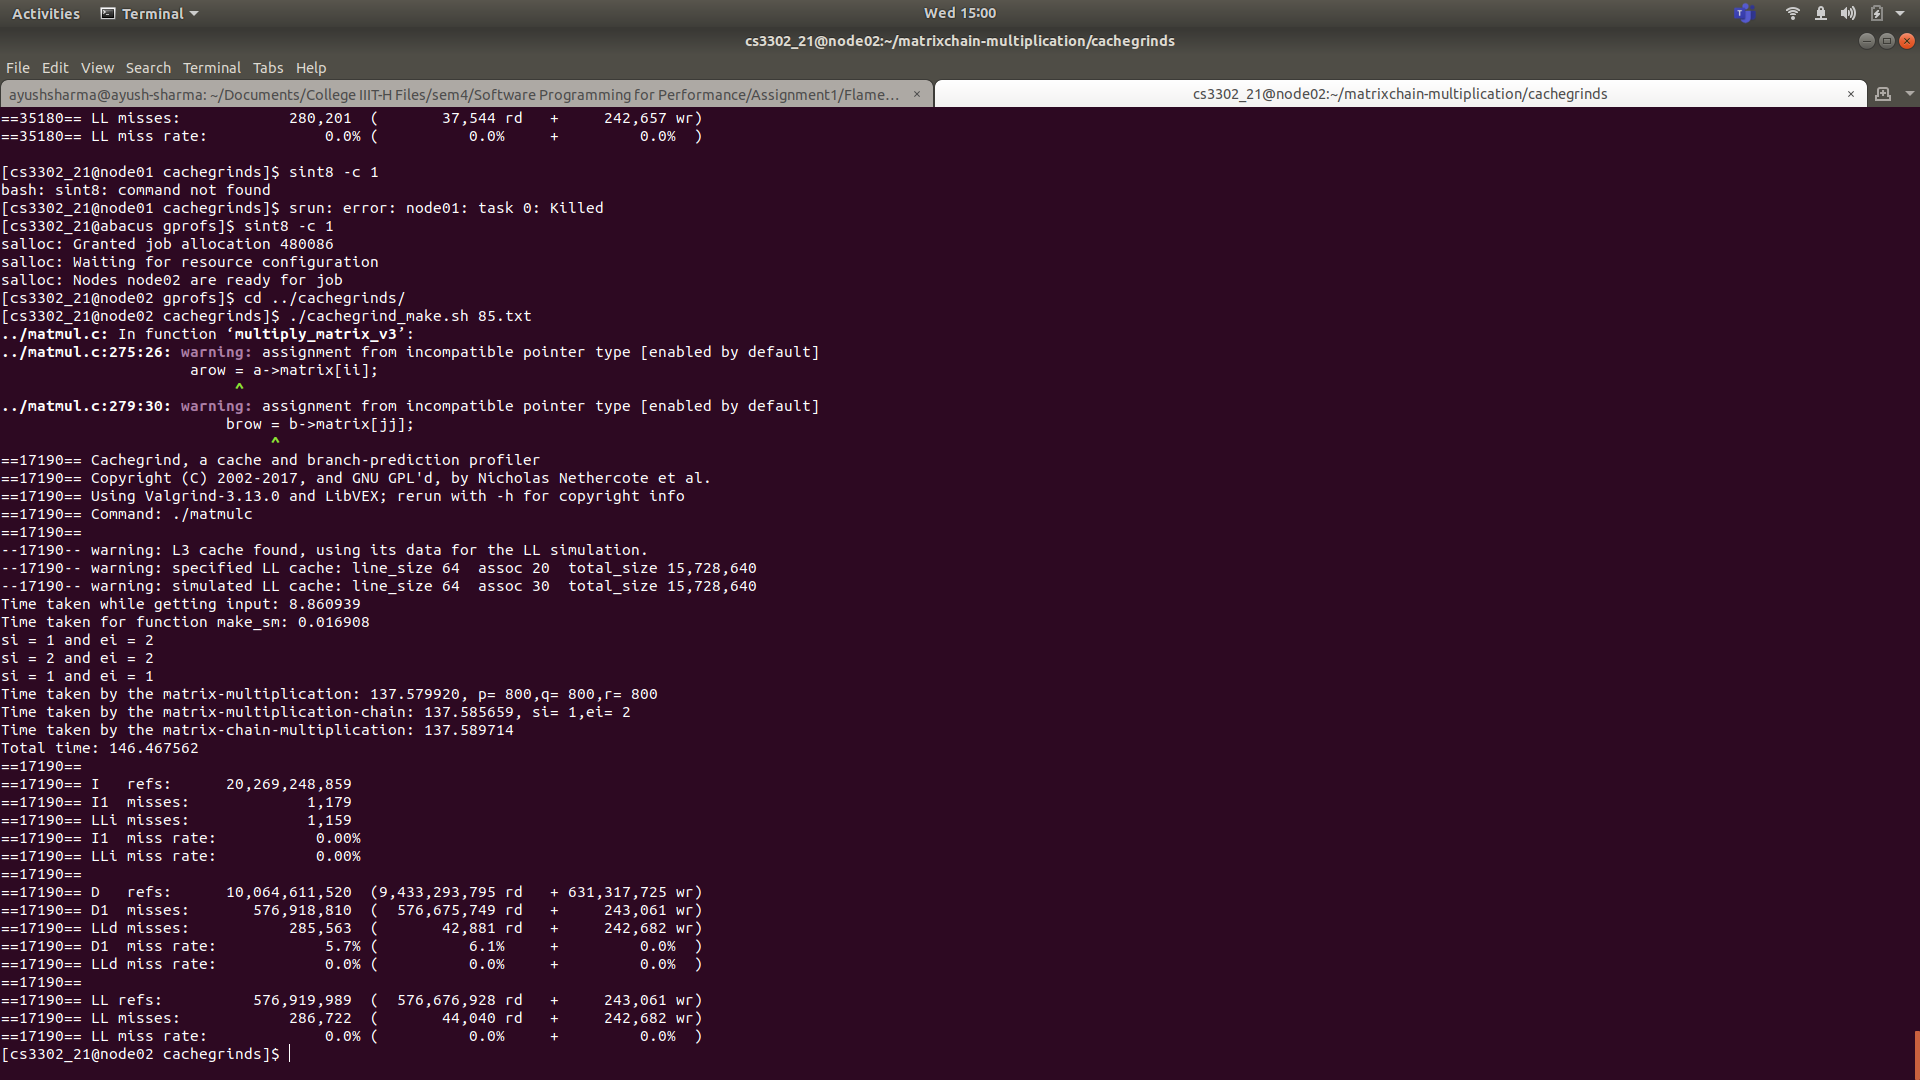 Activities Terminal Wed 15:00
cs3302_21@node02:~/matrixchain-multiplication/cachegrinds
File Edit View Search Terminal Tabs Help
ayushsharma@ayush-sharma: ~/Documents/College IIIT-H Files/sem4/Software Programming for Performance/Assignment1/Flame… × cs3302_21@node02:~/matrixchain-multiplication/cachegrinds ×
==35180== LL misses:           280,201  (       37,544 rd   +     242,657 wr)
==35180== LL miss rate:            0.0% (          0.0%     +         0.0%  )
[cs3302_21@node01 cachegrinds]$ sint8 -c 1
bash: sint8: command not found
[cs3302_21@node01 cachegrinds]$ srun: error: node01: task 0: Killed
[cs3302_21@abacus gprofs]$ sint8 -c 1
salloc: Granted job allocation 480086
salloc: Waiting for resource configuration
salloc: Nodes node02 are ready for job
[cs3302_21@node02 gprofs]$ cd ../cachegrinds/
[cs3302_21@node02 cachegrinds]$ ./cachegrind_make.sh 85.txt
../matmul.c: In function ‘multiply_matrix_v3’:
../matmul.c:275:26: warning: assignment from incompatible pointer type [enabled by default]
arow = a->matrix[ii];
^
../matmul.c:279:30: warning: assignment from incompatible pointer type [enabled by default]
brow = b->matrix[jj];
^
==17190== Cachegrind, a cache and branch-prediction profiler
==17190== Copyright (C) 2002-2017, and GNU GPL'd, by Nicholas Nethercote et al.
==17190== Using Valgrind-3.13.0 and LibVEX; rerun with -h for copyright info
==17190== Command: ./matmulc
==17190==
--17190-- warning: L3 cache found, using its data for the LL simulation.
--17190-- warning: specified LL cache: line_size 64  assoc 20  total_size 15,728,640
--17190-- warning: simulated LL cache: line_size 64  assoc 30  total_size 15,728,640
Time taken while getting input: 8.860939
Time taken for function make_sm: 0.016908
si = 1 and ei = 2
si = 2 and ei = 2
si = 1 and ei = 1
Time taken by the matrix-multiplication: 137.579920, p= 800,q= 800,r= 800
Time taken by the matrix-multiplication-chain: 137.585659, si= 1,ei= 2
Time taken by the matrix-chain-multiplication: 137.589714
Total time: 146.467562
==17190==
==17190== I   refs:      20,269,248,859
==17190== I1  misses:             1,179
==17190== LLi misses:             1,159
==17190== I1  miss rate:           0.00%
==17190== LLi miss rate:           0.00%
==17190==
==17190== D   refs:      10,064,611,520  (9,433,293,795 rd   + 631,317,725 wr)
==17190== D1  misses:       576,918,810  (  576,675,749 rd   +     243,061 wr)
==17190== LLd misses:           285,563  (       42,881 rd   +     242,682 wr)
==17190== D1  miss rate:            5.7% (          6.1%     +         0.0%  )
==17190== LLd miss rate:            0.0% (          0.0%     +         0.0%  )
==17190==
==17190== LL refs:          576,919,989  (  576,676,928 rd   +     243,061 wr)
==17190== LL misses:            286,722  (       44,040 rd   +     242,682 wr)
==17190== LL miss rate:             0.0% (          0.0%     +         0.0%  )
[cs3302_21@node02 cachegrinds]$